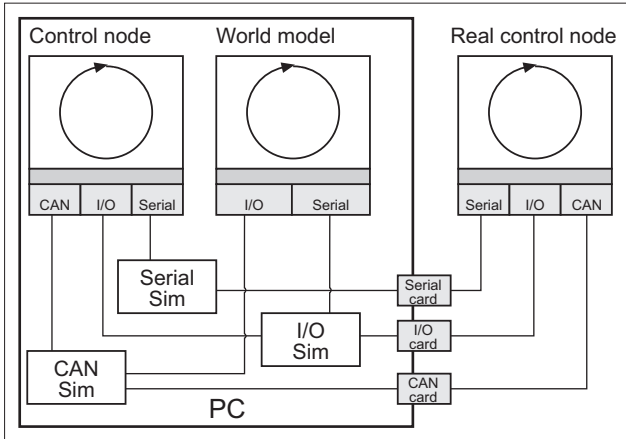 Control node
World model
Real control node
CAN
I/O
Serial
I/O
Serial
Serial
I/O
CAN
Serial
Sim
Serial
card
I/O
Sim
I/O
card
CAN
Sim
CAN
card
PC